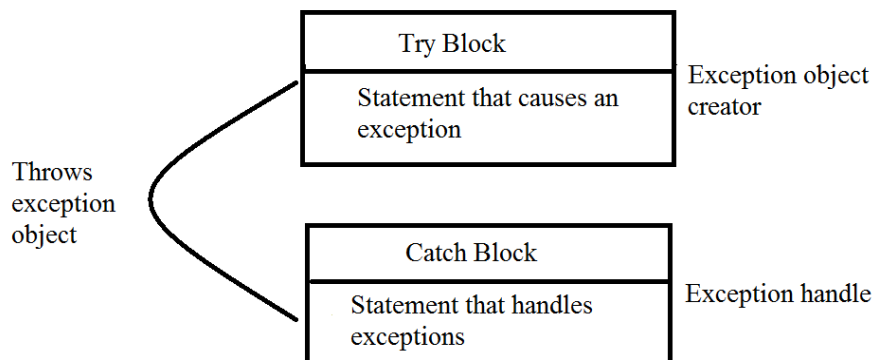 Try Block
Statement that causes an
exception
Exception object
creator
Throws
exception
object
Catch Block
Statement that handles
exceptions
Exception handle